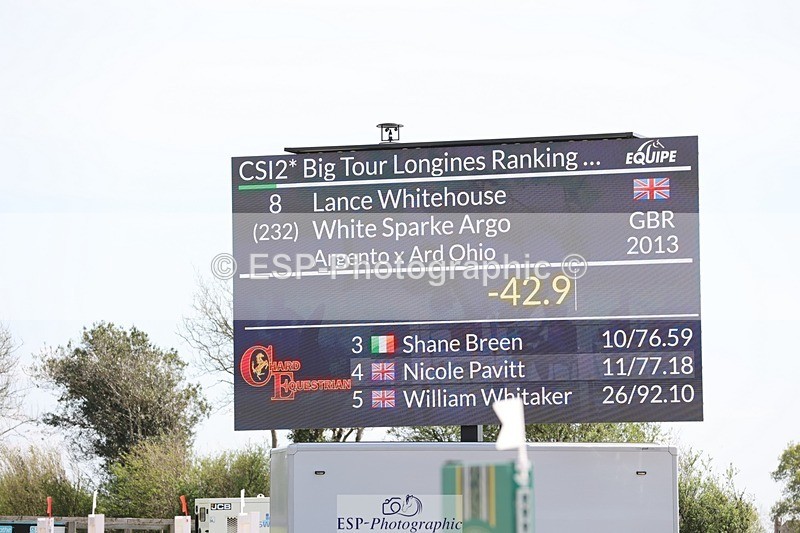 CSI2* Big Tour Longines Ranking ... EQUIPE
8 Lance Whitehouse
(232) White Sparke Argo GBR
Argento x Ard Ohio 2013
© ESP-Photographic ©
-42.9
3 Shane Breen 10/76.59
4 Nicole Pavitt 11/77.18
5 William Whitaker 26/92.10
CHARD EQUESTRIAN
JCB
ESP-Photographic